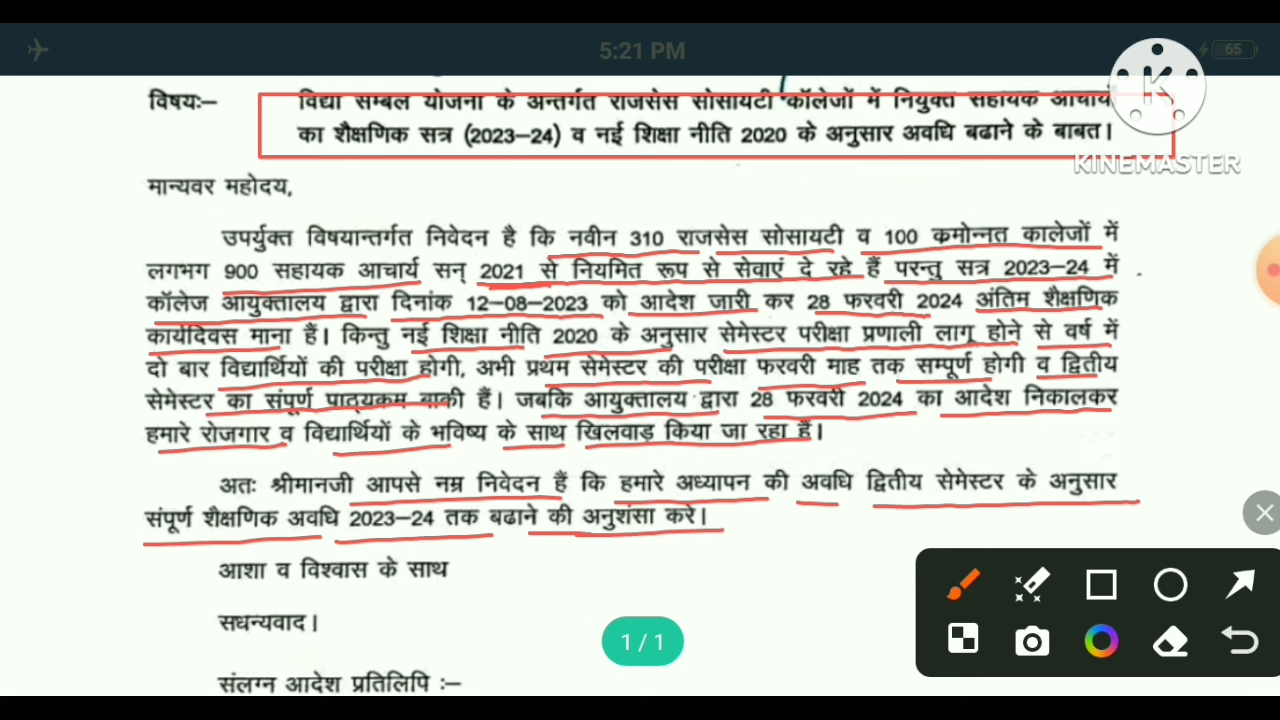 5:21 PM
65
विषयः– विद्या सम्बल योजना के अन्तर्गत राजसेस सोसायटी कॉलेजों में नियुक्त सहायक आचार्यों
का शैक्षणिक सत्र (2023–24) व नई शिक्षा नीति 2020 के अनुसार अवधि बढाने के बाबत।
K
KINEMASTER
मान्यवर महोदय,
उपर्युक्त विषयान्तर्गत निवेदन है कि नवीन 310 राजसेस सोसायटी व 100 क्रमोन्नत कालेजों में
लगभग 900 सहायक आचार्य सन् 2021 से नियमित रूप से सेवाएं दे रहे हैं परन्तु सत्र 2023–24 में
कॉलेज आयुक्तालय द्वारा दिनांक 12–08–2023 को आदेश जारी कर 28 फरवरी 2024 अंतिम शैक्षणिक
कार्यदिवस माना हैं। किन्तु नई शिक्षा नीति 2020 के अनुसार सेमेस्टर परीक्षा प्रणाली लागू होने से वर्ष में
दो बार विद्यार्थियों की परीक्षा होगी, अभी प्रथम सेमेस्टर की परीक्षा फरवरी माह तक सम्पूर्ण होगी व द्वितीय
सेमेस्टर का संपूर्ण पाठ्यक्रम बाकी हैं। जबकि आयुक्तालय द्वारा 28 फरवरी 2024 का आदेश निकालकर
हमारे रोजगार व विद्यार्थियों के भविष्य के साथ खिलवाड़ किया जा रहा हैं।
अतः श्रीमानजी आपसे नम्र निवेदन हैं कि हमारे अध्यापन की अवधि द्वितीय सेमेस्टर के अनुसार
संपूर्ण शैक्षणिक अवधि 2023–24 तक बढाने की अनुशंसा करे।
आशा व विश्वास के साथ
सधन्यवाद।
1 / 1
संलग्न आदेश प्रतिलिपि :–